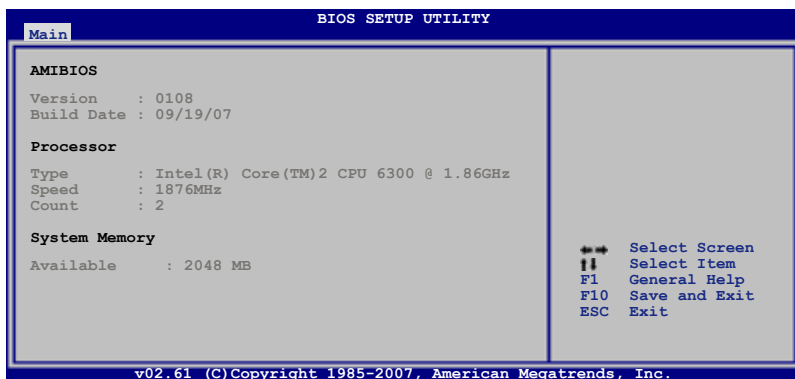 BIOS SETUP UTILITY
Main
AMIBIOS
Version : 0108
Build Date : 09/19/07
Processor
Type : Intel(R) Core(TM)2 CPU 6300 @ 1.86GHz
Speed : 1876MHz
Count : 2
System Memory
Available : 2048 MB
←→ Select Screen
↑↓ Select Item
F1 General Help
F10 Save and Exit
ESC Exit
v02.61 (C)Copyright 1985-2007, American Megatrends, Inc.